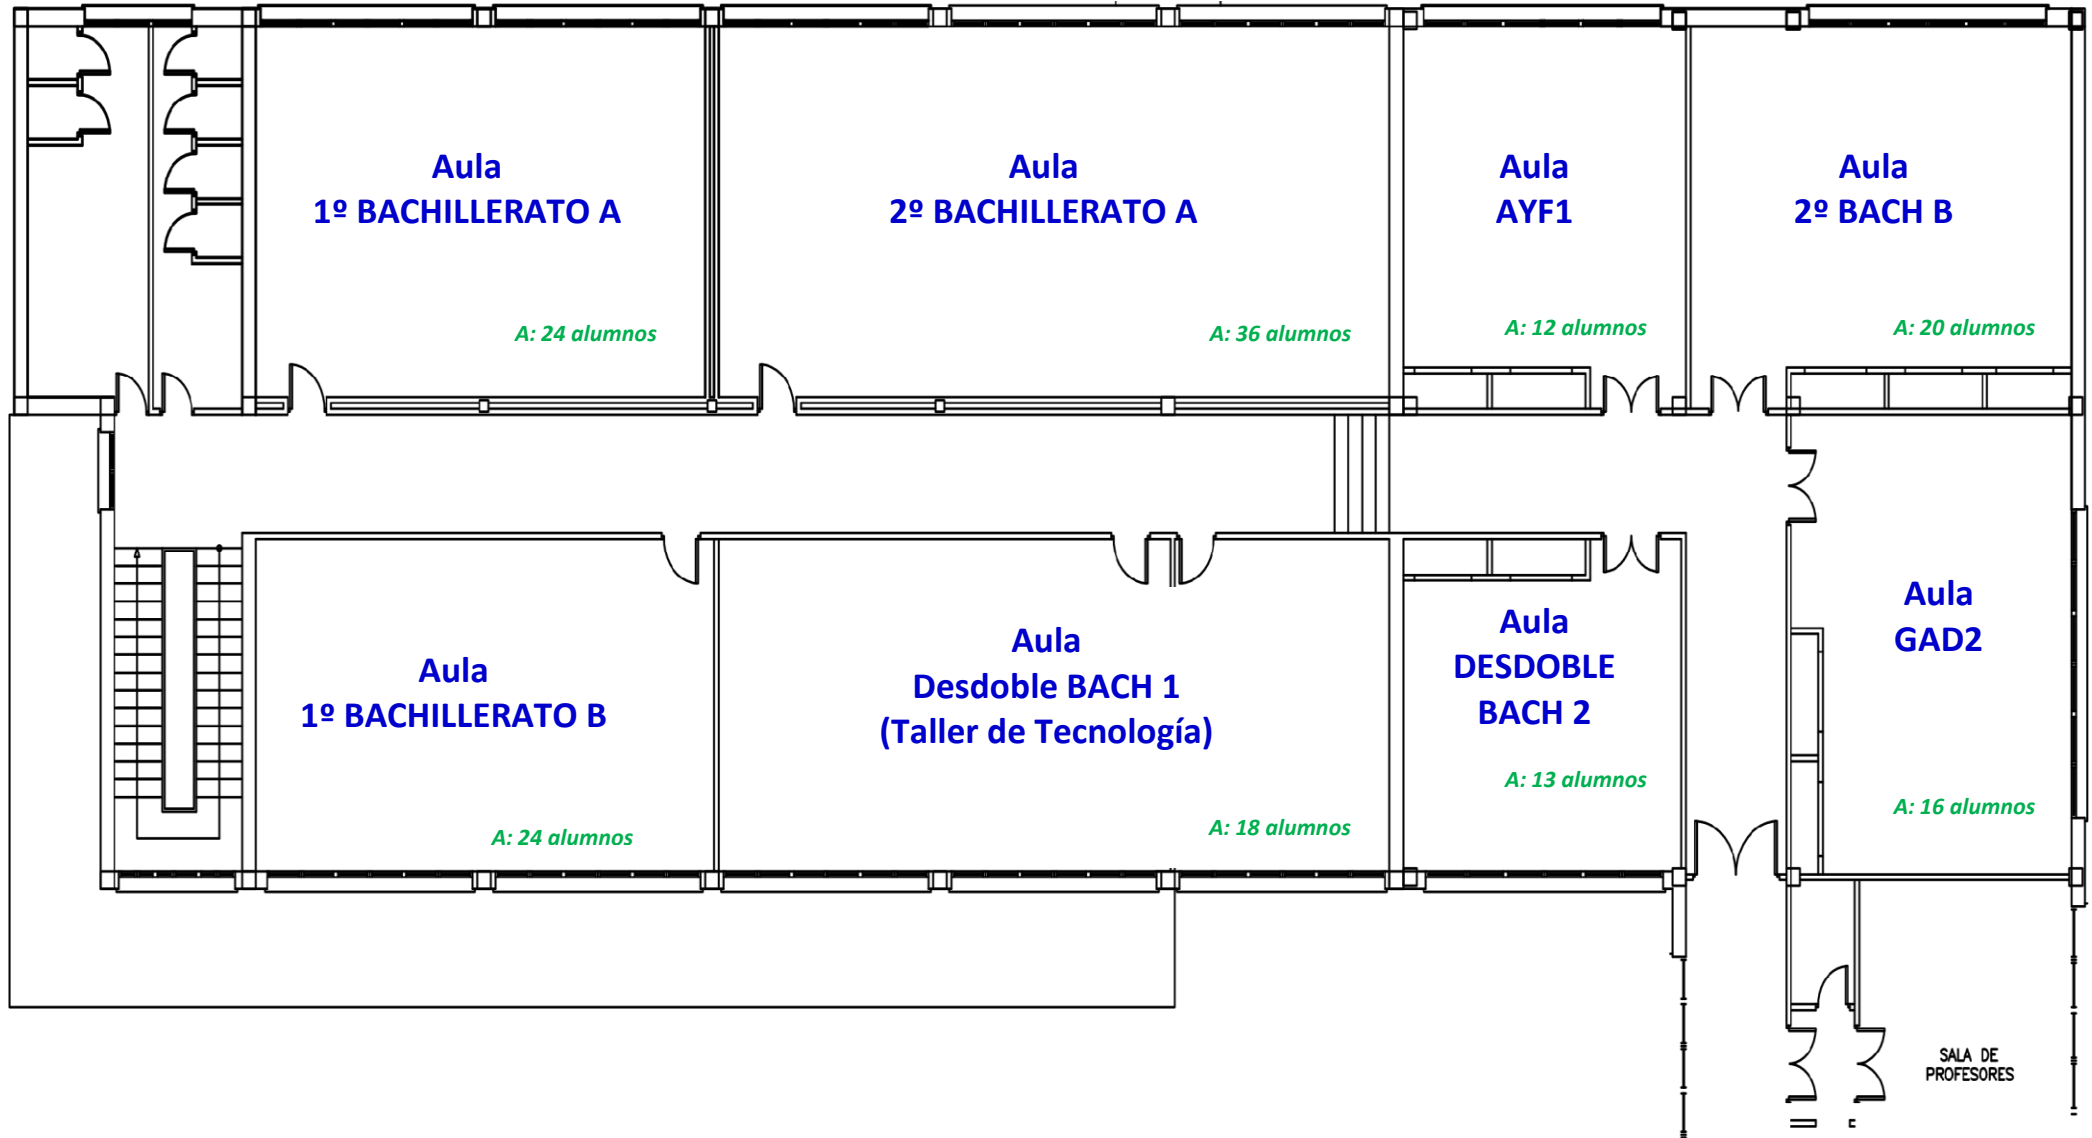 Aula
1º BACHILLERATO A
A: 24 alumnos
Aula
2º BACHILLERATO A
A: 36 alumnos
Aula
AYF1
A: 12 alumnos
Aula
2º BACH B
A: 20 alumnos
Aula
1º BACHILLERATO B
A: 24 alumnos
Aula
Desdoble BACH 1
(Taller de Tecnología)
A: 18 alumnos
Aula
DESDOBLE
BACH 2
A: 13 alumnos
Aula
GAD2
A: 16 alumnos
SALA DE
PROFESORES